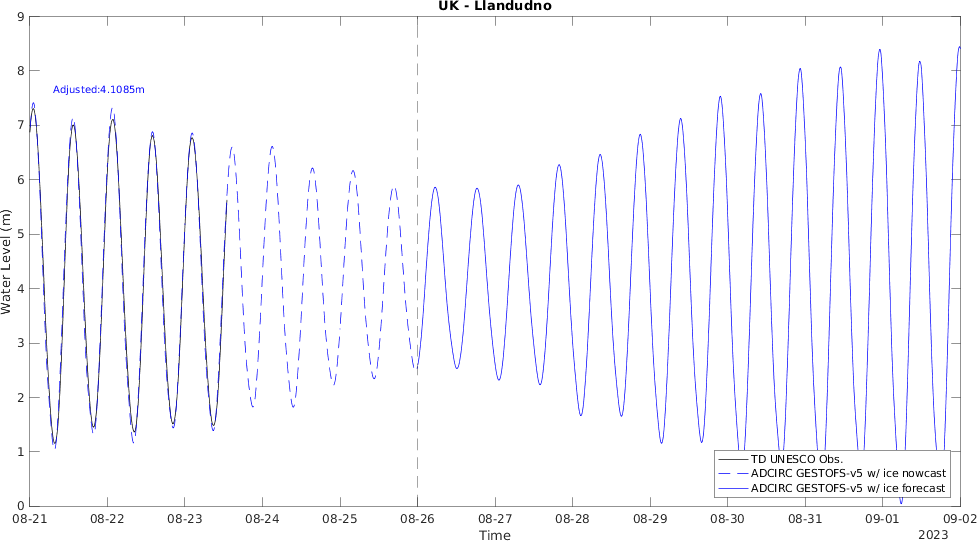 UK - Llandudno
9
8
7
6
5
4
3
2
1
0
Water Level (m)
Adjusted:4.1085m
TD UNESCO Obs.
ADCIRC GESTOFS-v5 w/ ice nowcast
ADCIRC GESTOFS-v5 w/ ice forecast
08-21 08-22 08-23 08-24 08-25 08-26 08-27 08-28 08-29 08-30 08-31 09-01 09-02
Time
2023